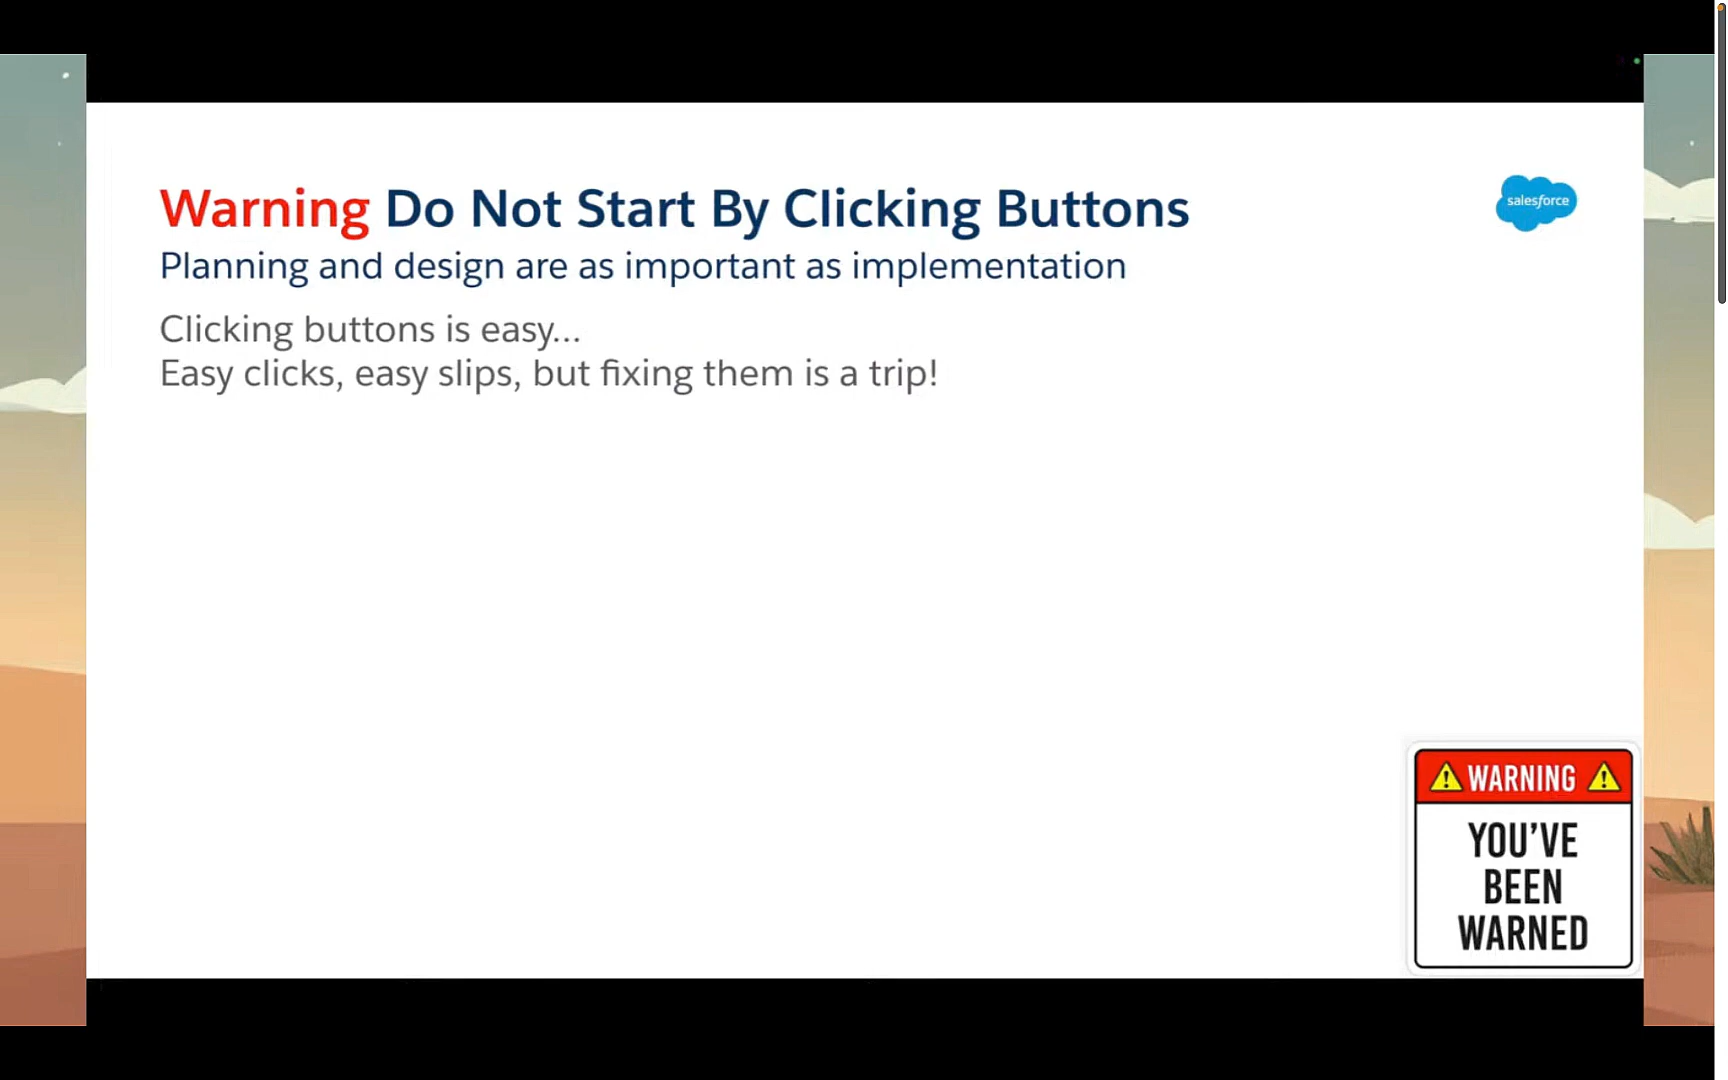 Warning Do Not Start By Clicking Buttons
salesforce
Planning and design are as important as implementation
Clicking buttons is easy...
Easy clicks, easy slips, but fixing them is a trip!
WARNING
YOU'VE
BEEN
WARNED